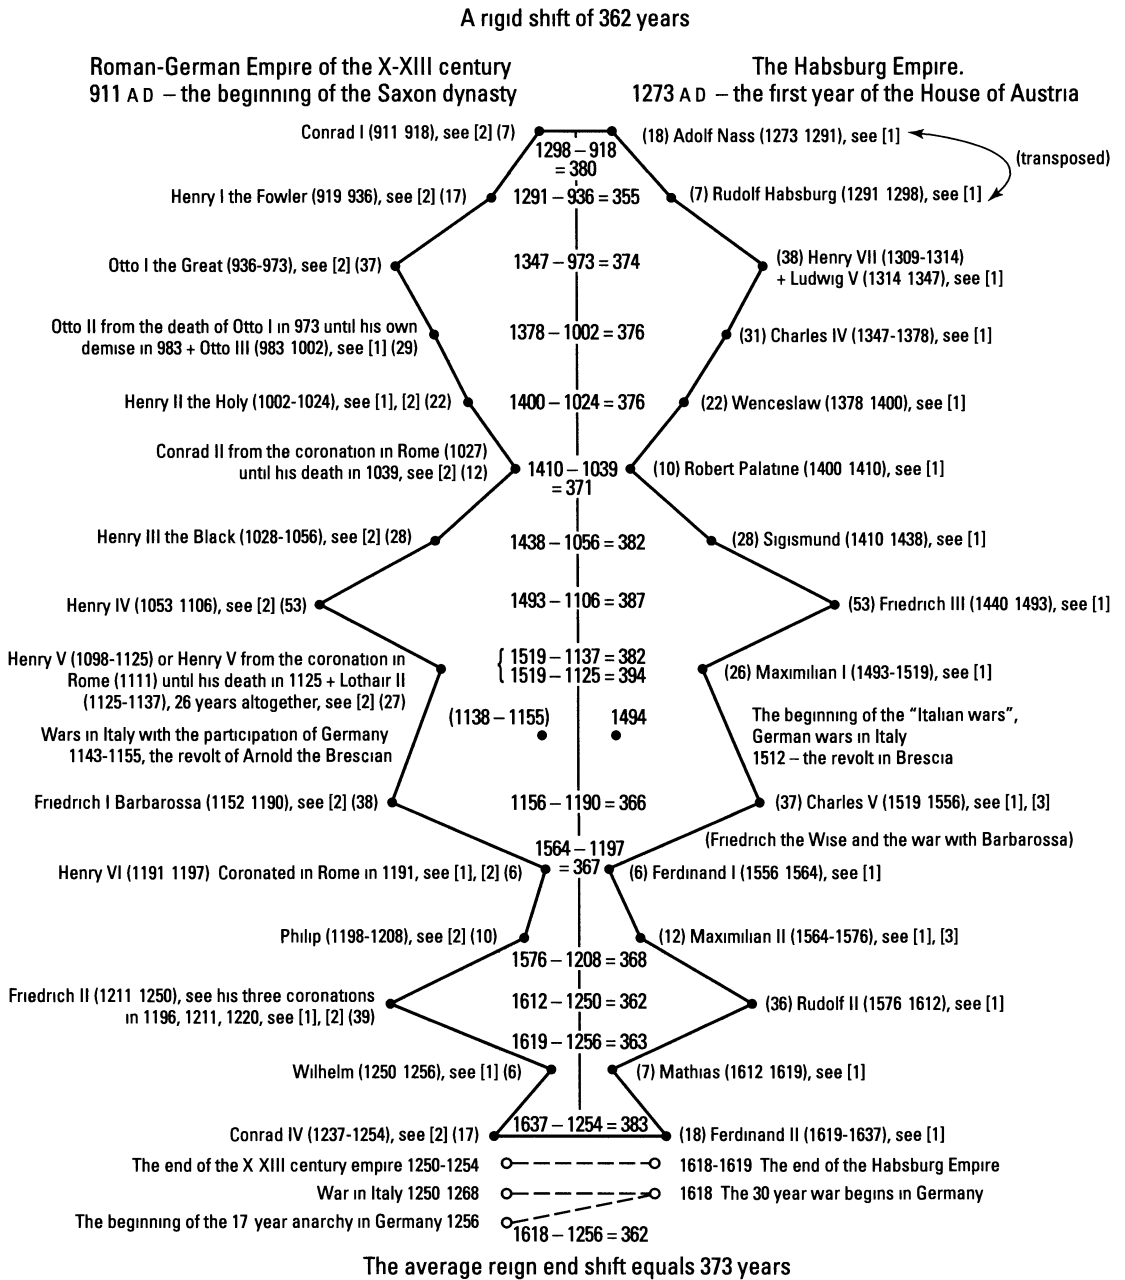 A rigid shift of 362 years
Roman-German Empire of the X-XIII century
911 AD – the beginning of the Saxon dynasty
The Habsburg Empire.
1273 AD – the first year of the House of Austria
Conrad I (911 918), see [2] (7)
1298 – 918
= 380
(18) Adolf Nass (1273 1291), see [1]
(transposed)
Henry I the Fowler (919 936), see [2] (17)
1291 – 936 = 355
(7) Rudolf Habsburg (1291 1298), see [1]
Otto I the Great (936-973), see [2] (37)
1347 – 973 = 374
(38) Henry VII (1309-1314)
+ Ludwig V (1314 1347), see [1]
Otto II from the death of Otto I in 973 until his own
demise in 983 + Otto III (983 1002), see [1] (29)
1378 – 1002 = 376
(31) Charles IV (1347-1378), see [1]
Henry II the Holy (1002-1024), see [1], [2] (22)
1400 – 1024 = 376
(22) Wenceslaw (1378 1400), see [1]
Conrad II from the coronation in Rome (1027)
until his death in 1039, see [2] (12)
1410 – 1039
= 371
(10) Robert Palatine (1400 1410), see [1]
Henry III the Black (1028-1056), see [2] (28)
1438 – 1056 = 382
(28) Sigismund (1410 1438), see [1]
Henry IV (1053 1106), see [2] (53)
1493 – 1106 = 387
(53) Friedrich III (1440 1493), see [1]
Henry V (1098-1125) or Henry V from the coronation in
Rome (1111) until his death in 1125 + Lothair II
(1125-1137), 26 years altogether, see [2] (27)
1519 – 1137 = 382
1519 – 1125 = 394
(26) Maximilian I (1493-1519), see [1]
Wars in Italy with the participation of Germany
1143-1155, the revolt of Arnold the Brescian
(1138 – 1155)
1494
The beginning of the “Italian wars”,
German wars in Italy
1512 – the revolt in Brescia
Friedrich I Barbarossa (1152 1190), see [2] (38)
1156 – 1190 = 366
(37) Charles V (1519 1556), see [1], [3]
(Friedrich the Wise and the war with Barbarossa)
Henry VI (1191 1197) Coronated in Rome in 1191, see [1], [2] (6)
1564 – 1197
= 367
(6) Ferdinand I (1556 1564), see [1]
Philip (1198-1208), see [2] (10)
(12) Maximilian II (1564-1576), see [1], [3]
1576 – 1208 = 368
Friedrich II (1211 1250), see his three coronations
in 1196, 1211, 1220, see [1], [2] (39)
1612 – 1250 = 362
(36) Rudolf II (1576 1612), see [1]
1619 – 1256 = 363
Wilhelm (1250 1256), see [1] (6)
(7) Mathias (1612 1619), see [1]
1637 – 1254 = 383
Conrad IV (1237-1254), see [2] (17)
(18) Ferdinand II (1619-1637), see [1]
The end of the X XIII century empire 1250-1254
1618-1619 The end of the Habsburg Empire
War in Italy 1250 1268
1618 The 30 year war begins in Germany
The beginning of the 17 year anarchy in Germany 1256
1618 – 1256 = 362
The average reign end shift equals 373 years